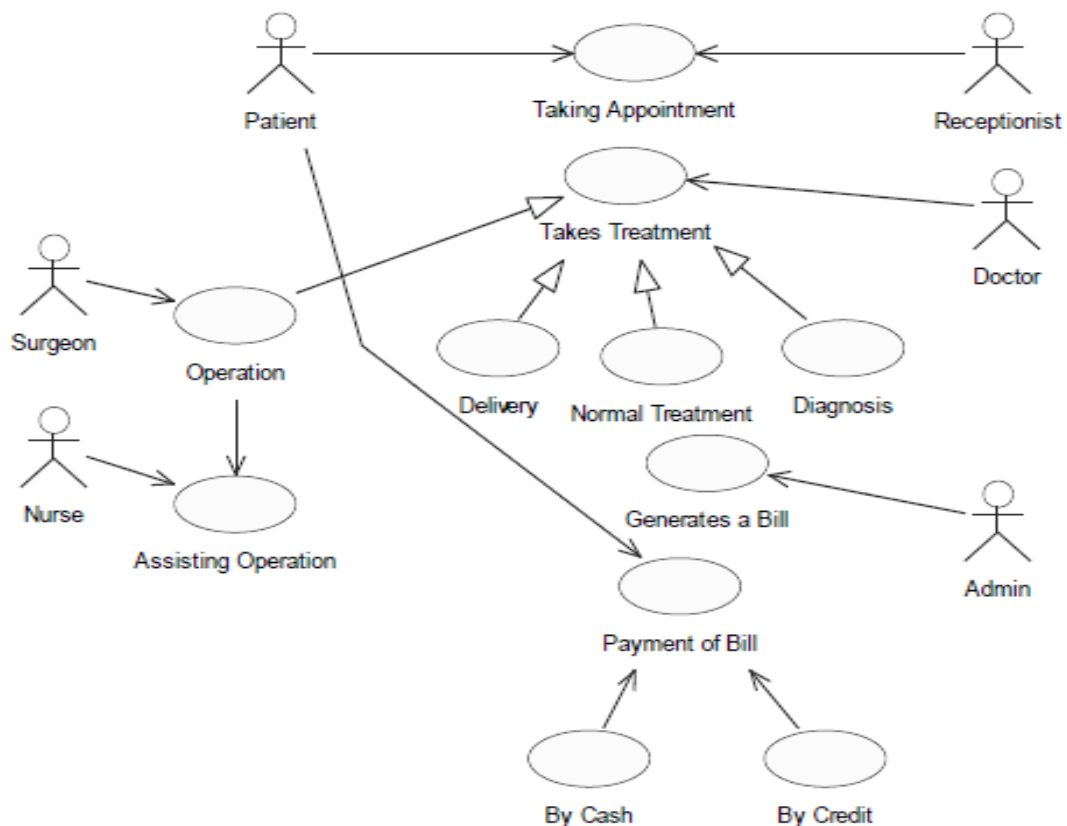 Patient
Taking Appointment
Receptionist
Takes Treatment
Doctor
Surgeon
Operation
Delivery
Normal Treatment
Diagnosis
Nurse
Generates a Bill
Assisting Operation
Admin
Payment of Bill
By Cash
By Credit